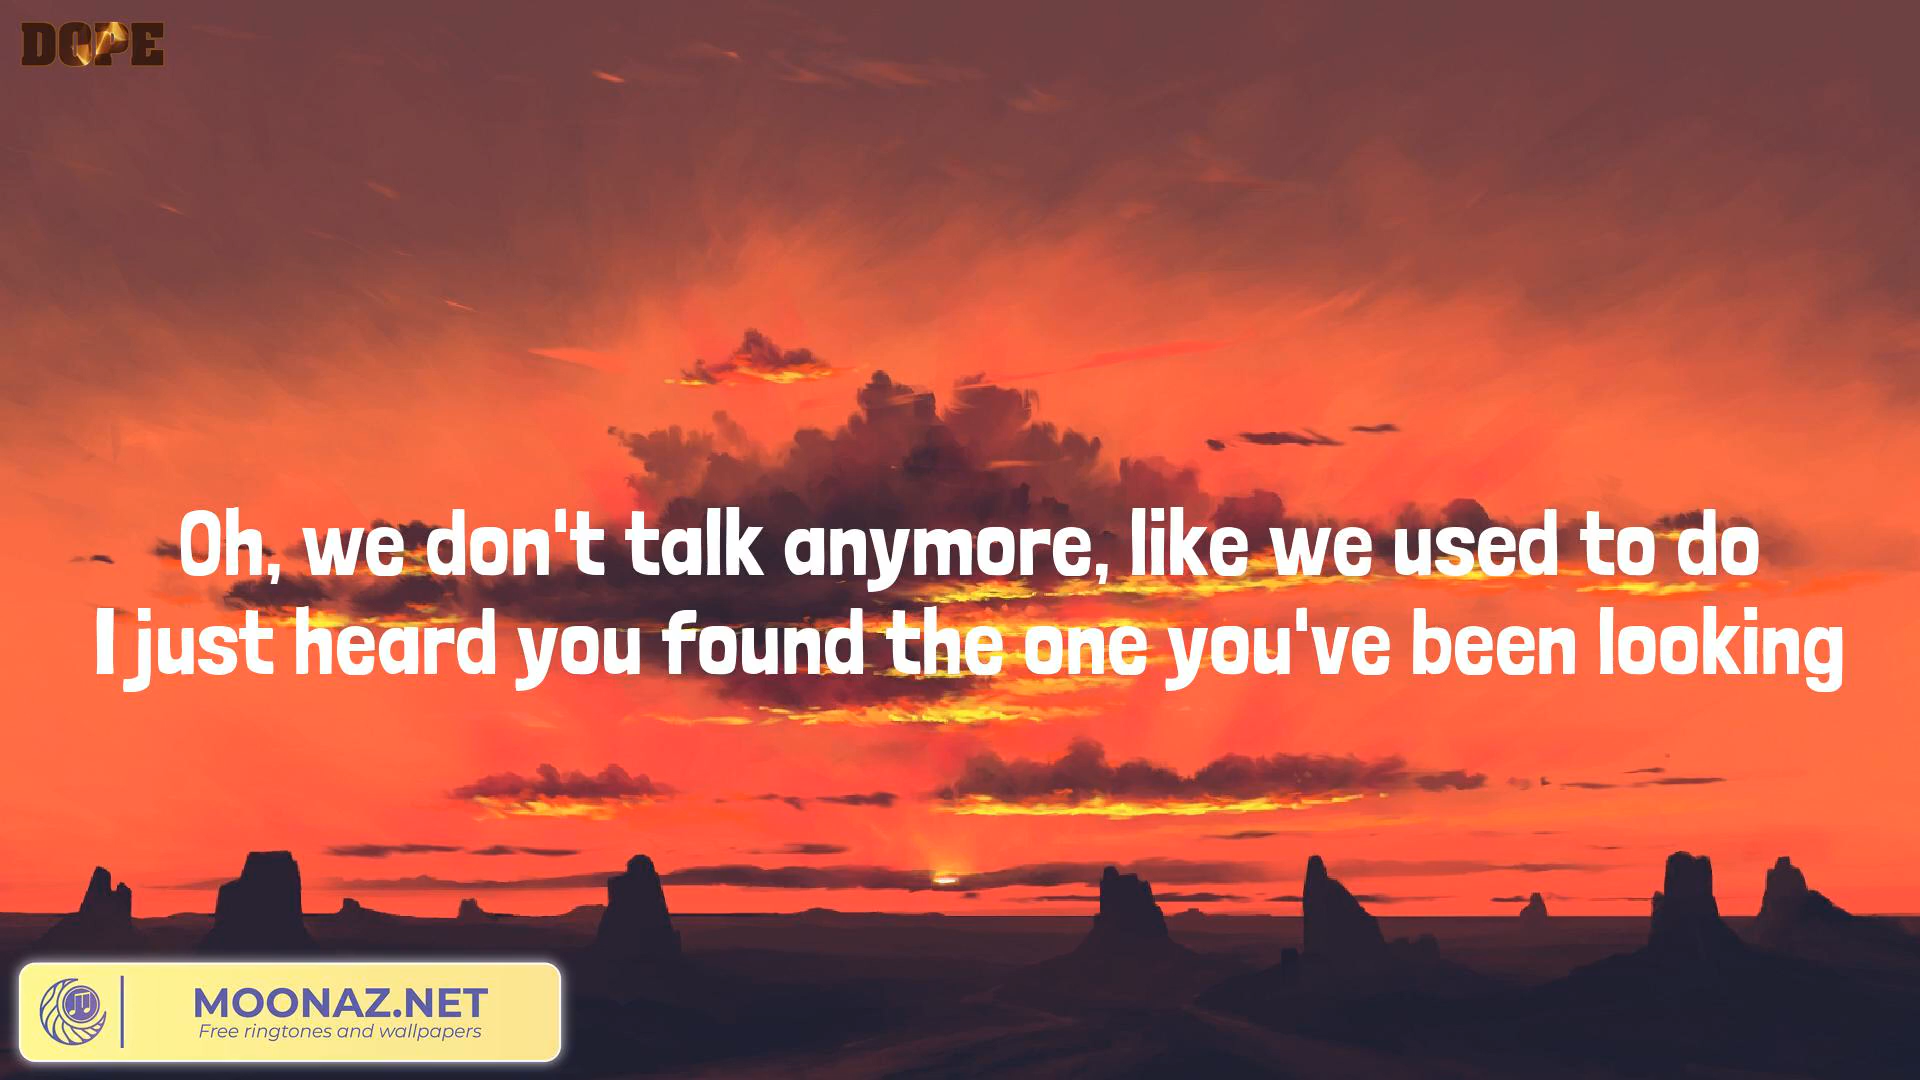 DOPE
Oh, we don't talk anymore, like we used to do
I just heard you found the one you've been looking
MOONAZ.NET
Free ringtones and wallpapers